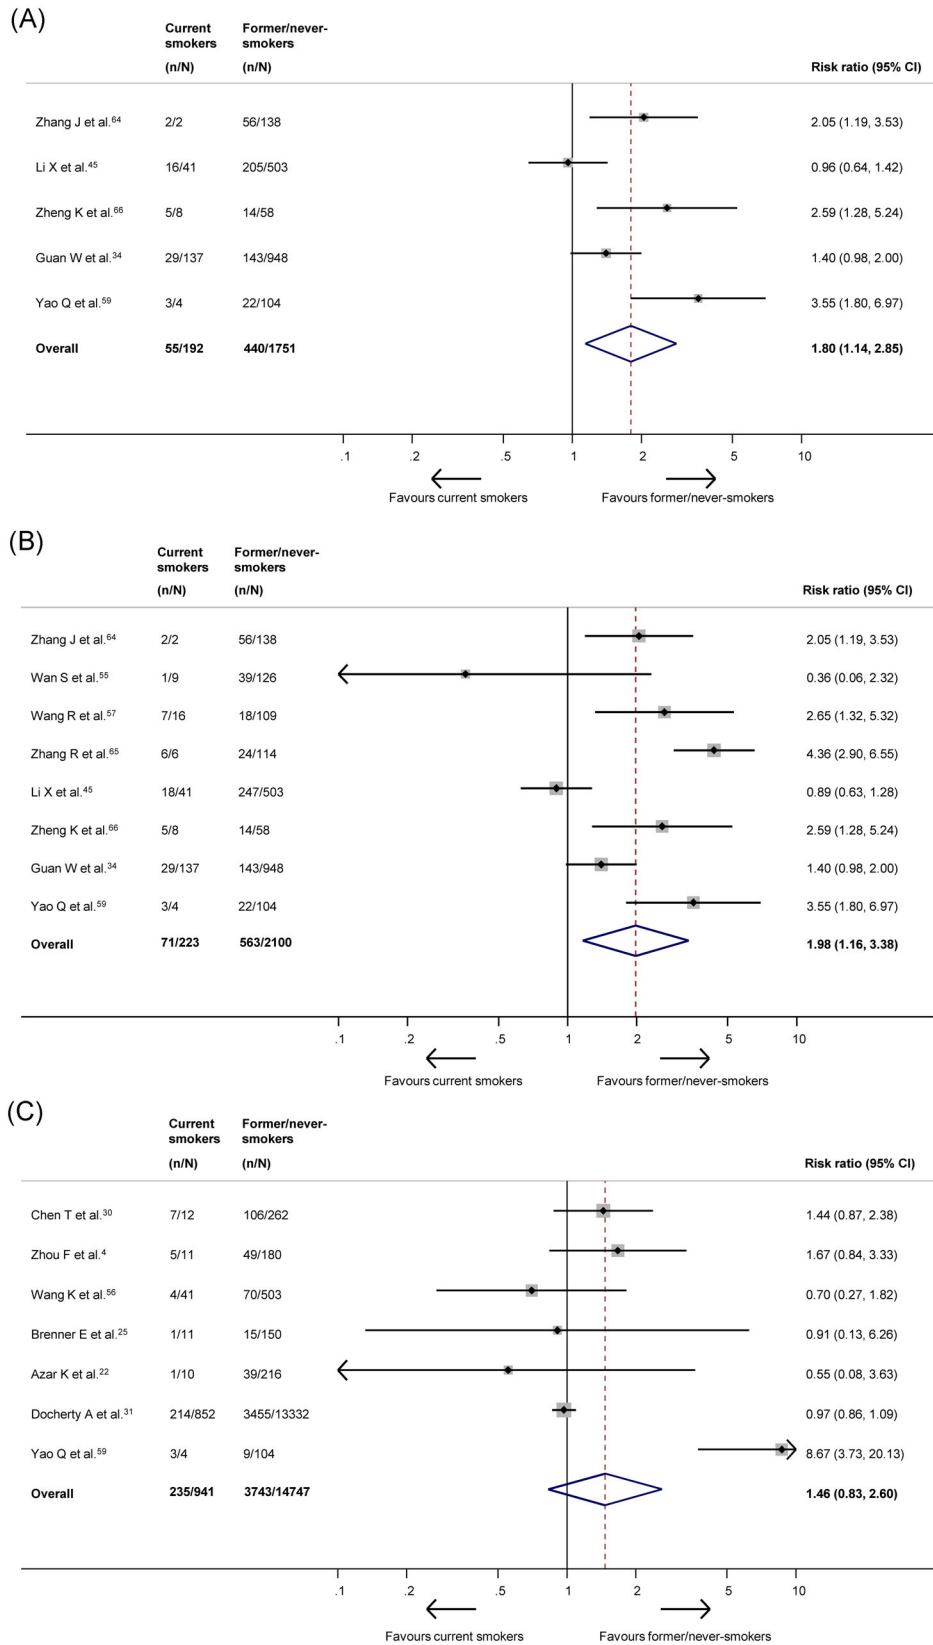 (A)
Current smokers (n/N) Former/never-smokers (n/N) Risk ratio (95% CI)
Zhang J et al.64 2/2 56/138 2.05 (1.19, 3.53)
Li X et al.45 16/41 205/503 0.96 (0.64, 1.42)
Zheng K et al.66 5/8 14/58 2.59 (1.28, 5.24)
Guan W et al.34 29/137 143/948 1.40 (0.98, 2.00)
Yao Q et al.59 3/4 22/104 3.55 (1.80, 6.97)
Overall 55/192 440/1751 1.80 (1.14, 2.85)
.1 .2 .5 1 2 5 10
Favours current smokers Favours former/never-smokers
(B)
Current smokers (n/N) Former/never-smokers (n/N) Risk ratio (95% CI)
Zhang J et al.64 2/2 56/138 2.05 (1.19, 3.53)
Wan S et al.55 1/9 39/126 0.36 (0.06, 2.32)
Wang R et al.57 7/16 18/109 2.65 (1.32, 5.32)
Zhang R et al.65 6/6 24/114 4.36 (2.90, 6.55)
Li X et al.45 18/41 247/503 0.89 (0.63, 1.28)
Zheng K et al.66 5/8 14/58 2.59 (1.28, 5.24)
Guan W et al.34 29/137 143/948 1.40 (0.98, 2.00)
Yao Q et al.59 3/4 22/104 3.55 (1.80, 6.97)
Overall 71/223 563/2100 1.98 (1.16, 3.38)
.1 .2 .5 1 2 5 10
Favours current smokers Favours former/never-smokers
(C)
Current smokers (n/N) Former/never-smokers (n/N) Risk ratio (95% CI)
Chen T et al.30 7/12 106/262 1.44 (0.87, 2.38)
Zhou F et al.4 5/11 49/180 1.67 (0.84, 3.33)
Wang K et al.56 4/41 70/503 0.70 (0.27, 1.82)
Brenner E et al.25 1/11 15/150 0.91 (0.13, 6.26)
Azar K et al.22 1/10 39/216 0.55 (0.08, 3.63)
Docherty A et al.31 214/852 3455/13332 0.97 (0.86, 1.09)
Yao Q et al.59 3/4 9/104 8.67 (3.73, 20.13)
Overall 235/941 3743/14747 1.46 (0.83, 2.60)
.1 .2 .5 1 2 5 10
Favours current smokers Favours former/never-smokers